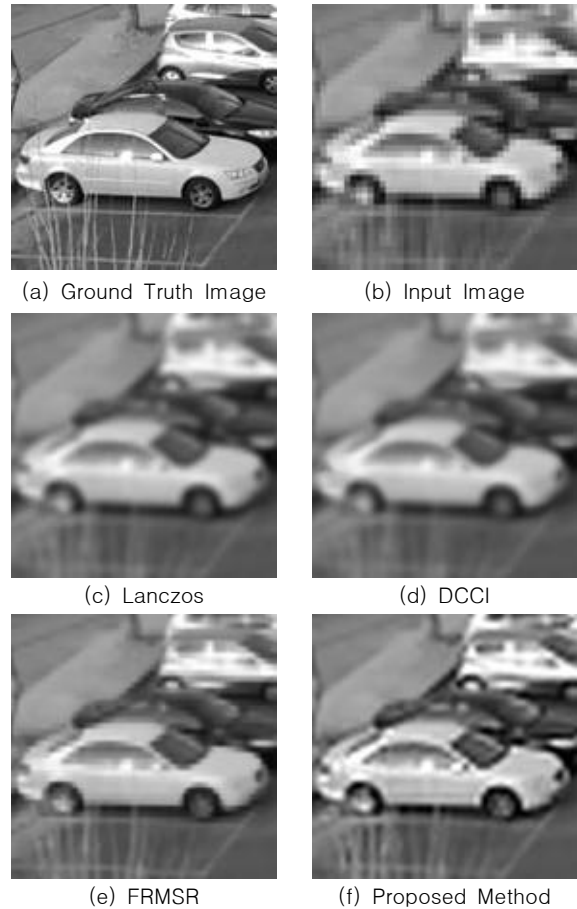 (a) Ground Truth Image
(b) Input Image
(c) Lanczos
(d) DCCI
(e) FRMSR
(f) Proposed Method